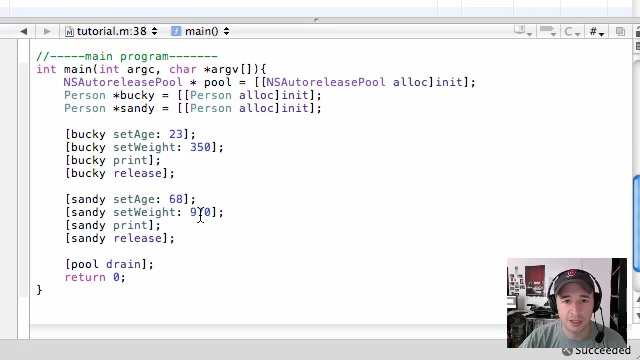 tutorial.m:38 main() #
//-----main program-------
int main(int argc, char *argv[]){
NSAutoreleasePool * pool = [[NSAutoreleasePool alloc]init];
Person *bucky = [[Person alloc]init];
Person *sandy = [[Person alloc]init];
[bucky setAge: 23];
[bucky setWeight: 350];
[bucky print];
[bucky release];
[sandy setAge: 68];
[sandy setWeight: ];
[sandy print];
[sandy release];
[pool drain];
return 0;
}
Succeeded